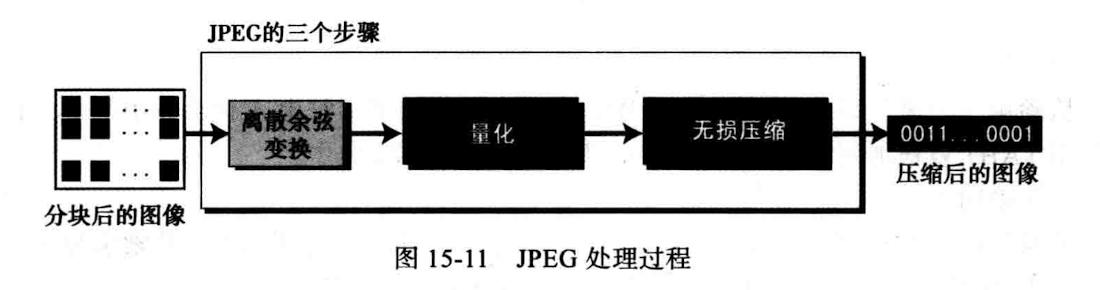 JPEG的三个步骤
离散余弦
变换
量化
无损压缩
0011...0001
分块后的图像
压缩后的图像
图 15-11 JPEG 处理过程